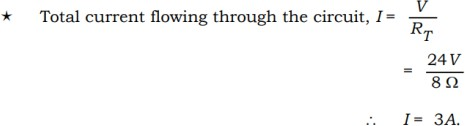 ★ Total current flowing through the circuit, I = V / R_T
= 24 V / 8 Ω
∴ I = 3A.